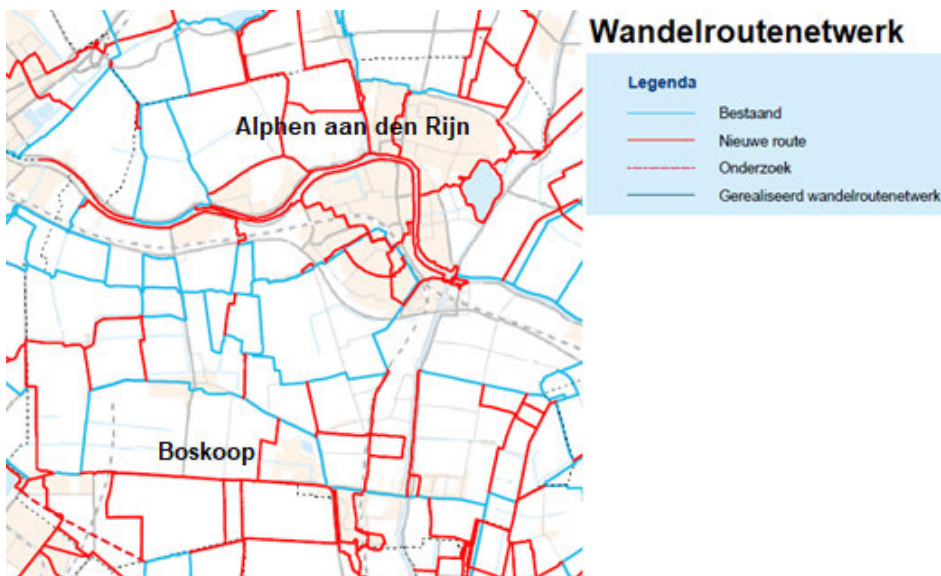 Wandelroutenetwerk
Legenda
Bestaand
Nieuwe route
Onderzoek
Gerealiseerd wandelroutenetwerk
Alphen aan den Rijn
Boskoop